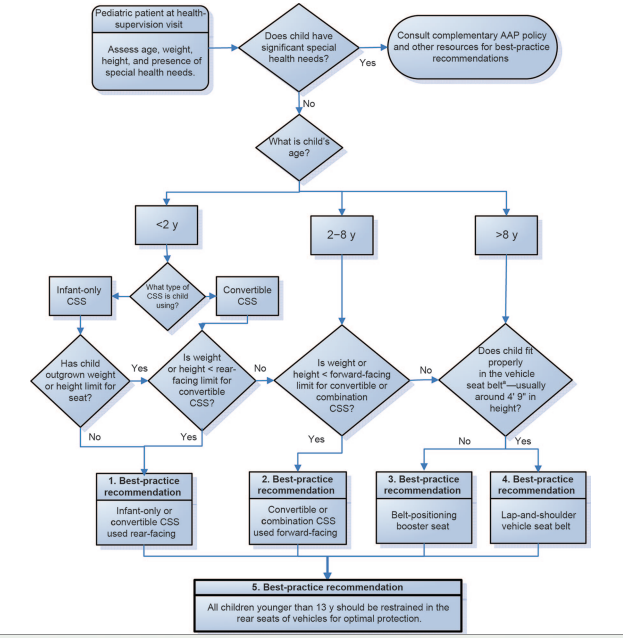 Pediatric patient at health-
supervision visit
Assess age, weight,
height, and presence of
special health needs.
Does child have
significant special
health needs?
Yes
Consult complementary AAP policy
and other resources for best-practice
recommendations
No
What is child's
age?
<2 y
2–8 y
>8 y
Infant-only
CSS
What type of
CSS is child
using?
Convertible
CSS
Has child
outgrown weight
or height limit for
seat?
Yes
Is weight
or height < rear-
facing limit for
convertible
CSS?
No
Is weight or
height < forward-facing
limit for convertible or
combination
CSS?
No
Does child fit
properly
in the vehicle
seat beltª—usually
around 4' 9" in
height?
No
Yes
Yes
No
Yes
1. Best-practice
recommendation
Infant-only or
convertible CSS
used rear-facing
2. Best-practice
recommendation
Convertible or
combination CSS
used forward-facing
3. Best-practice
recommendation
Belt-positioning
booster seat
4. Best-practice
recommendation
Lap-and-shoulder
vehicle seat belt
5. Best-practice recommendation
All children younger than 13 y should be restrained in the
rear seats of vehicles for optimal protection.